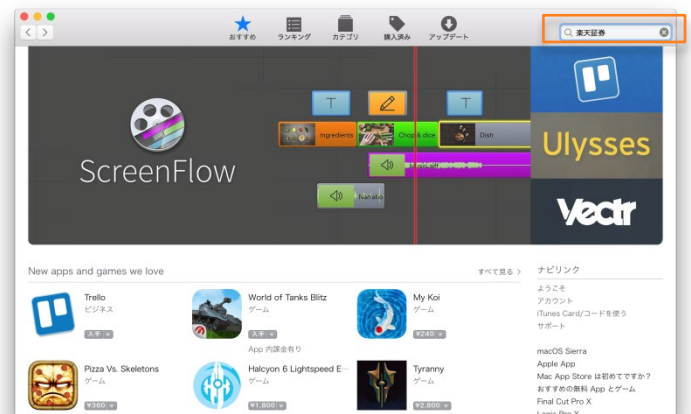 おすすめ ランキング カテゴリ 購入済み アップデート
楽天証券
ScreenFlow
T T
Ingredients Chop & dice Dish
Ulysses
Vectr
New apps and games we love すべて見る >
Trello
ビジネス
入手
World of Tanks Blitz
ゲーム
入手
App 内課金有り
My Koi
ゲーム
¥240
Pizza Vs. Skeletons
ゲーム
¥360
Halcyon 6 Lightspeed E…
ゲーム
¥1,800
Tyranny
ゲーム
¥2,800
ナビリンク
ようこそ
アカウント
iTunes Card/コードを使う
サポート
macOS Sierra
Apple App
Mac App Store は初めてですか？
おすすめの無料 App とゲーム
Final Cut Pro X
Logic Pro X